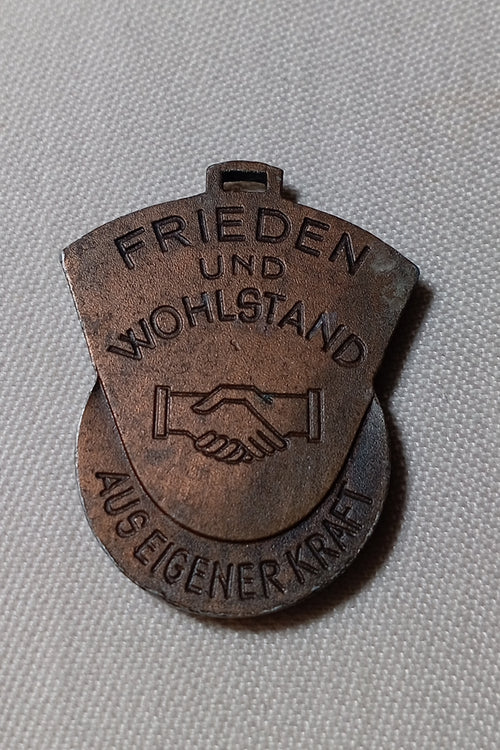 FRIEDEN
UND
WOHLSTAND
AUS EIGENER KRAFT